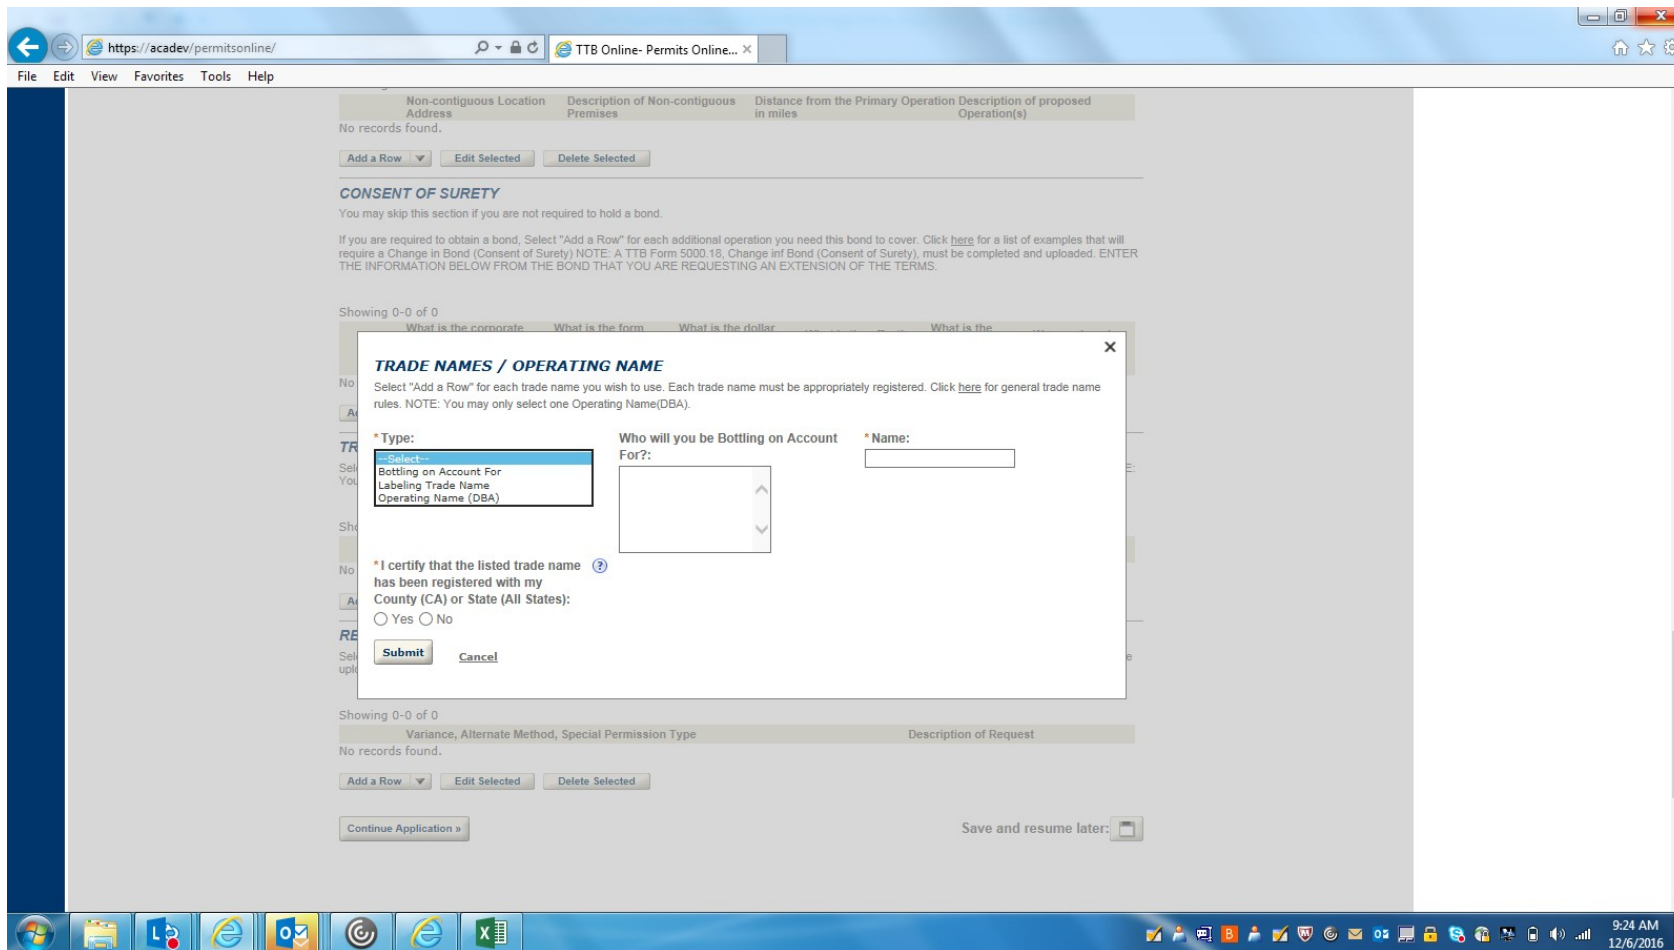 https://acadev/permitsonline/
TTB Online- Permits Online...
File Edit View Favorites Tools Help
Non-contiguous Location Address
Description of Non-contiguous Premises
Distance from the Primary Operation in miles
Description of proposed Operation(s)
No records found.
Add a Row Edit Selected Delete Selected
CONSENT OF SURETY
You may skip this section if you are not required to hold a bond.
If you are required to obtain a bond, Select "Add a Row" for each additional operation you need this bond to cover. Click here for a list of examples that will
require a Change in Bond (Consent of Surety) NOTE: A TTB Form 5000.18, Change inf Bond (Consent of Surety), must be completed and uploaded. ENTER
THE INFORMATION BELOW FROM THE BOND THAT YOU ARE REQUESTING AN EXTENSION OF THE TERMS.
Showing 0-0 of 0
What is the corporate What is the form What is the dollar What is the
TRADE NAMES / OPERATING NAME
Select "Add a Row" for each trade name you wish to use. Each trade name must be appropriately registered. Click here for general trade name
rules. NOTE: You may only select one Operating Name(DBA).
*Type:
--Select--
Bottling on Account For
Labeling Trade Name
Operating Name (DBA)
Who will you be Bottling on Account
For?:
*Name:
*I certify that the listed trade name
has been registered with my
County (CA) or State (All States):
Yes No
Submit Cancel
No
No
Showing 0-0 of 0
Variance, Alternate Method, Special Permission Type Description of Request
No records found.
Add a Row Edit Selected Delete Selected
Continue Application » Save and resume later:
9:24 AM
12/6/2016